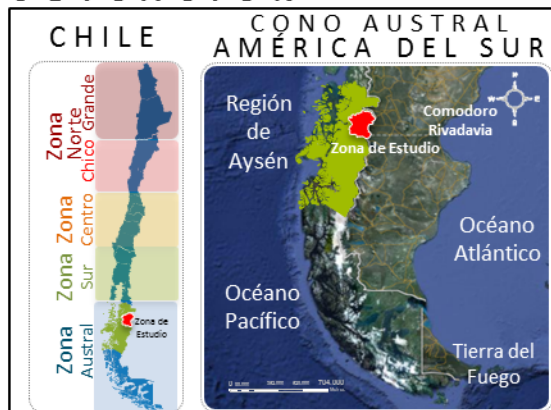 CHILE
Zona
Norte
Grande
Chico
Zona
Centro
Zona
Sur
Zona
Austral
Zona de
Estudio
CONO AUSTRAL
AMÉRICA DEL SUR
Región
de
Aysén
Comodoro
Rivadavia
Zona de Estudio
Océano
Atlántico
Océano
Pacífico
Tierra del
Fuego